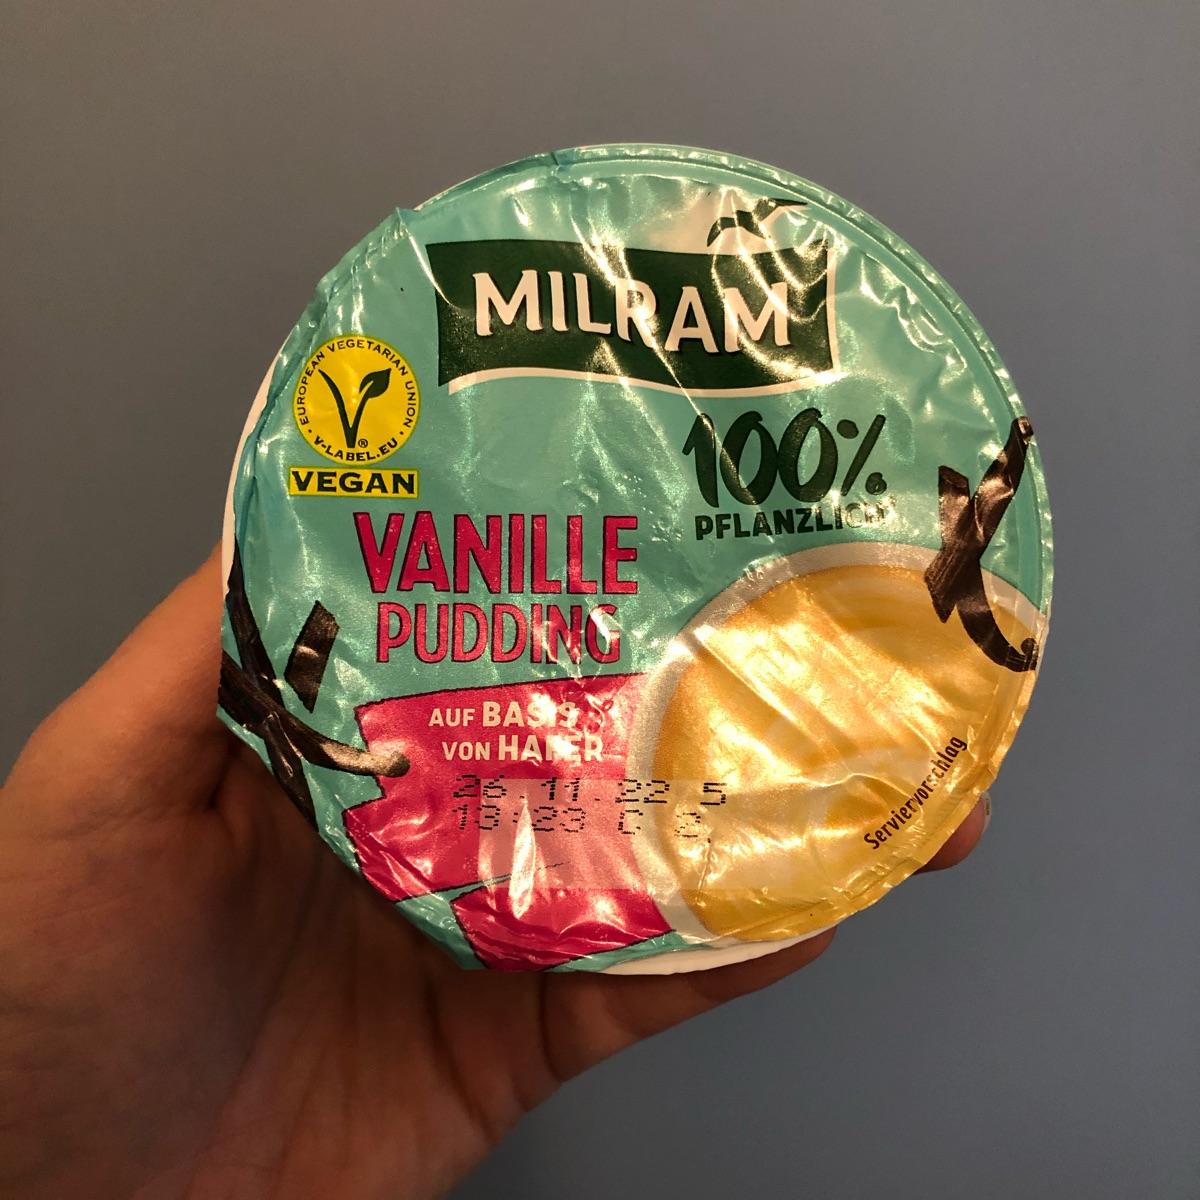 MILRAM
EUROPEAN VEGETARIAN UNION
V-LABEL.EU
®
VEGAN
100%
PFLANZLICH
VANILLE
PUDDING
AUF BASIS
VON HAFER
26.11.22 5
Serviervorschlag